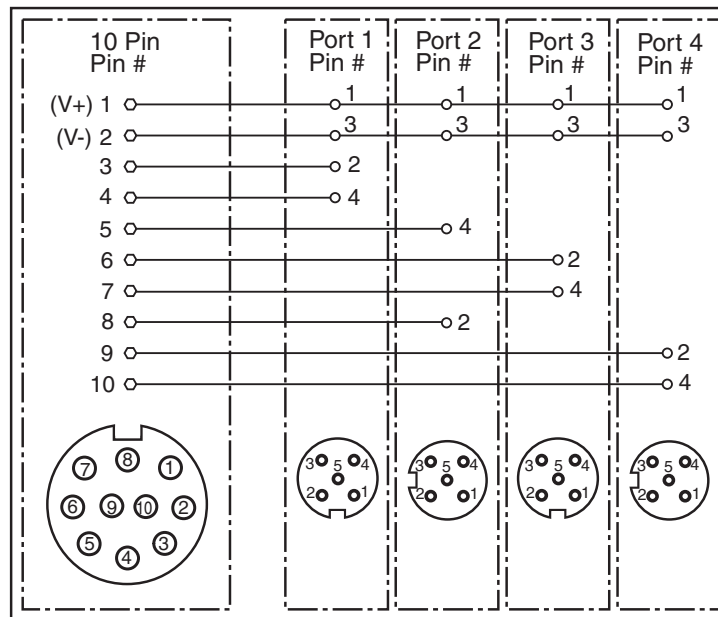 10 Pin
Pin #
Port 1
Pin #
Port 2
Pin #
Port 3
Pin #
Port 4
Pin #
(V+) 1 1 1 1 1
(V-) 2 3 3 3 3
3 2
4 4
5 4
6 2
7 4
8 2
9 2
10 4
8
7 1
6 9 10 2
5 3
4
3 5 4
2 1
3 5 4
2 1
3 5 4
2 1
3 5 4
2 1